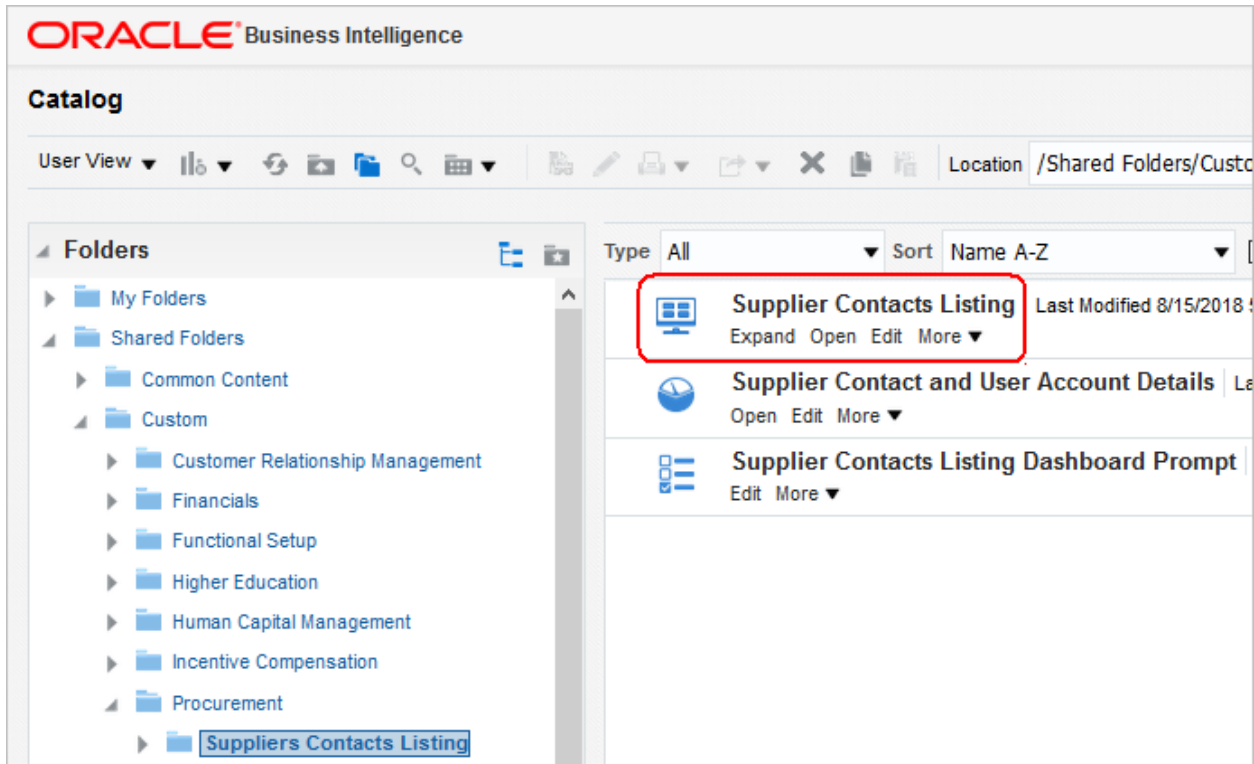 ORACLE Business Intelligence
Catalog
User View
Location /Shared Folders/Custo
Folders
My Folders
Shared Folders
Common Content
Custom
Customer Relationship Management
Financials
Functional Setup
Higher Education
Human Capital Management
Incentive Compensation
Procurement
Suppliers Contacts Listing
Type All Sort Name A-Z
Supplier Contacts Listing Last Modified 8/15/2018
Expand Open Edit More
Supplier Contact and User Account Details La
Open Edit More
Supplier Contacts Listing Dashboard Prompt
Edit More